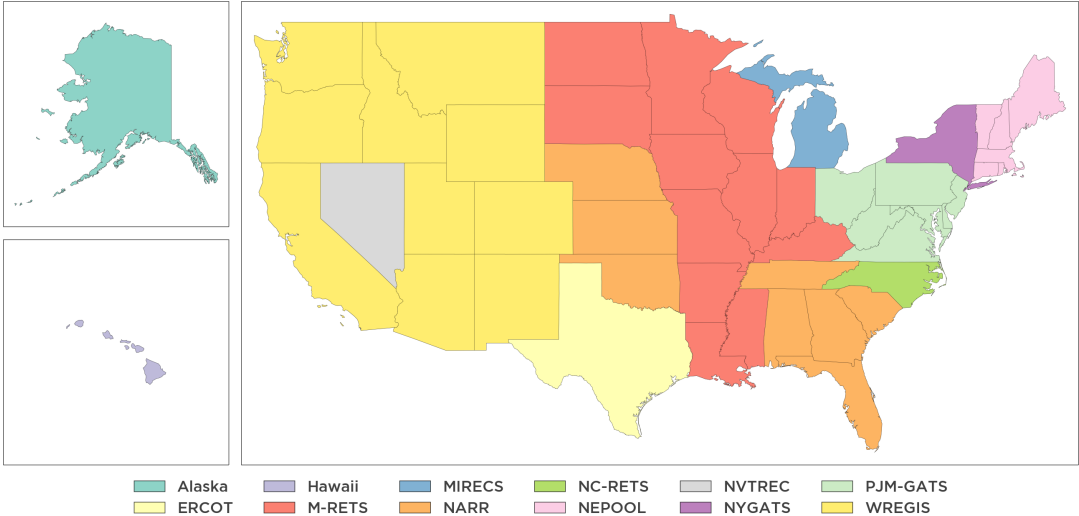 Alaska Hawaii MIRECS NC-RETS NVTREC PJM-GATS
ERCOT M-RETS NARR NEPOOL NYGATS WREGIS